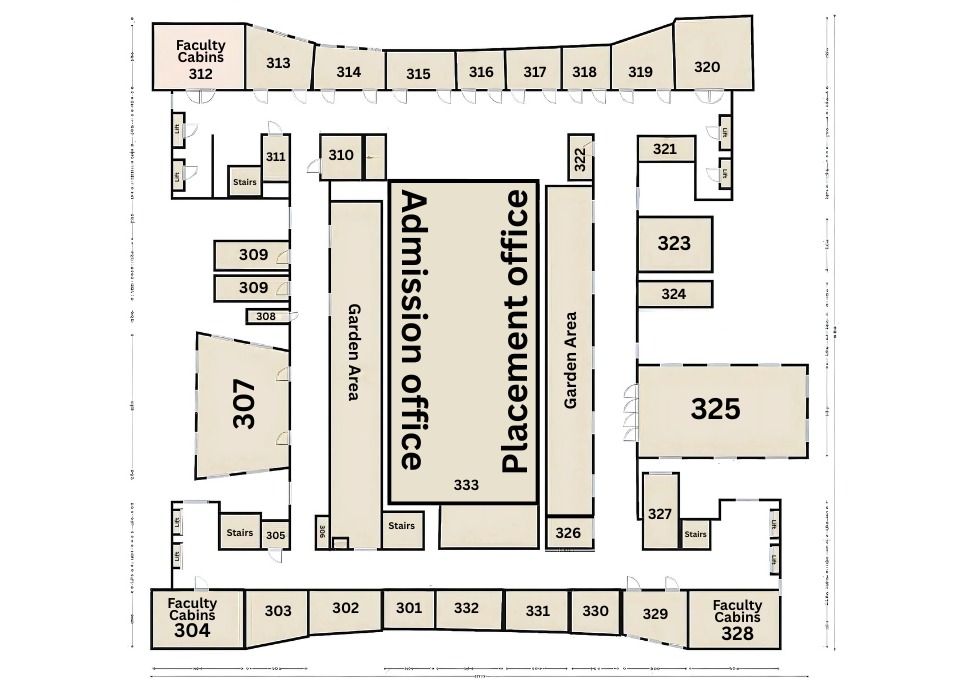 Faculty
Cabins
312
313
314
315
316
317
318
319
320
Lift
Lift
311
Stairs
310
322
321
Lift
Lift
309
309
308
307
Garden Area
Admission office
Placement office
333
Garden Area
323
324
325
Lift
Lift
Stairs
305
306
Stairs
326
327
Stairs
Lift
Lift
Faculty
Cabins
304
303
302
301
332
331
330
329
Faculty
Cabins
328